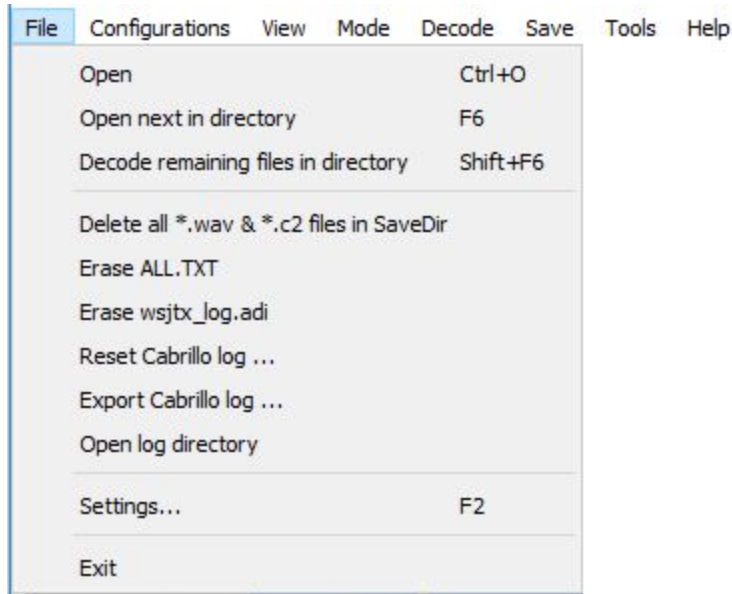 File Configurations View Mode Decode Save Tools Help
Open Ctrl+O
Open next in directory F6
Decode remaining files in directory Shift+F6
Delete all *.wav & *.c2 files in SaveDir
Erase ALL.TXT
Erase wsjtx_log.adi
Reset Cabrillo log ...
Export Cabrillo log ...
Open log directory
Settings... F2
Exit